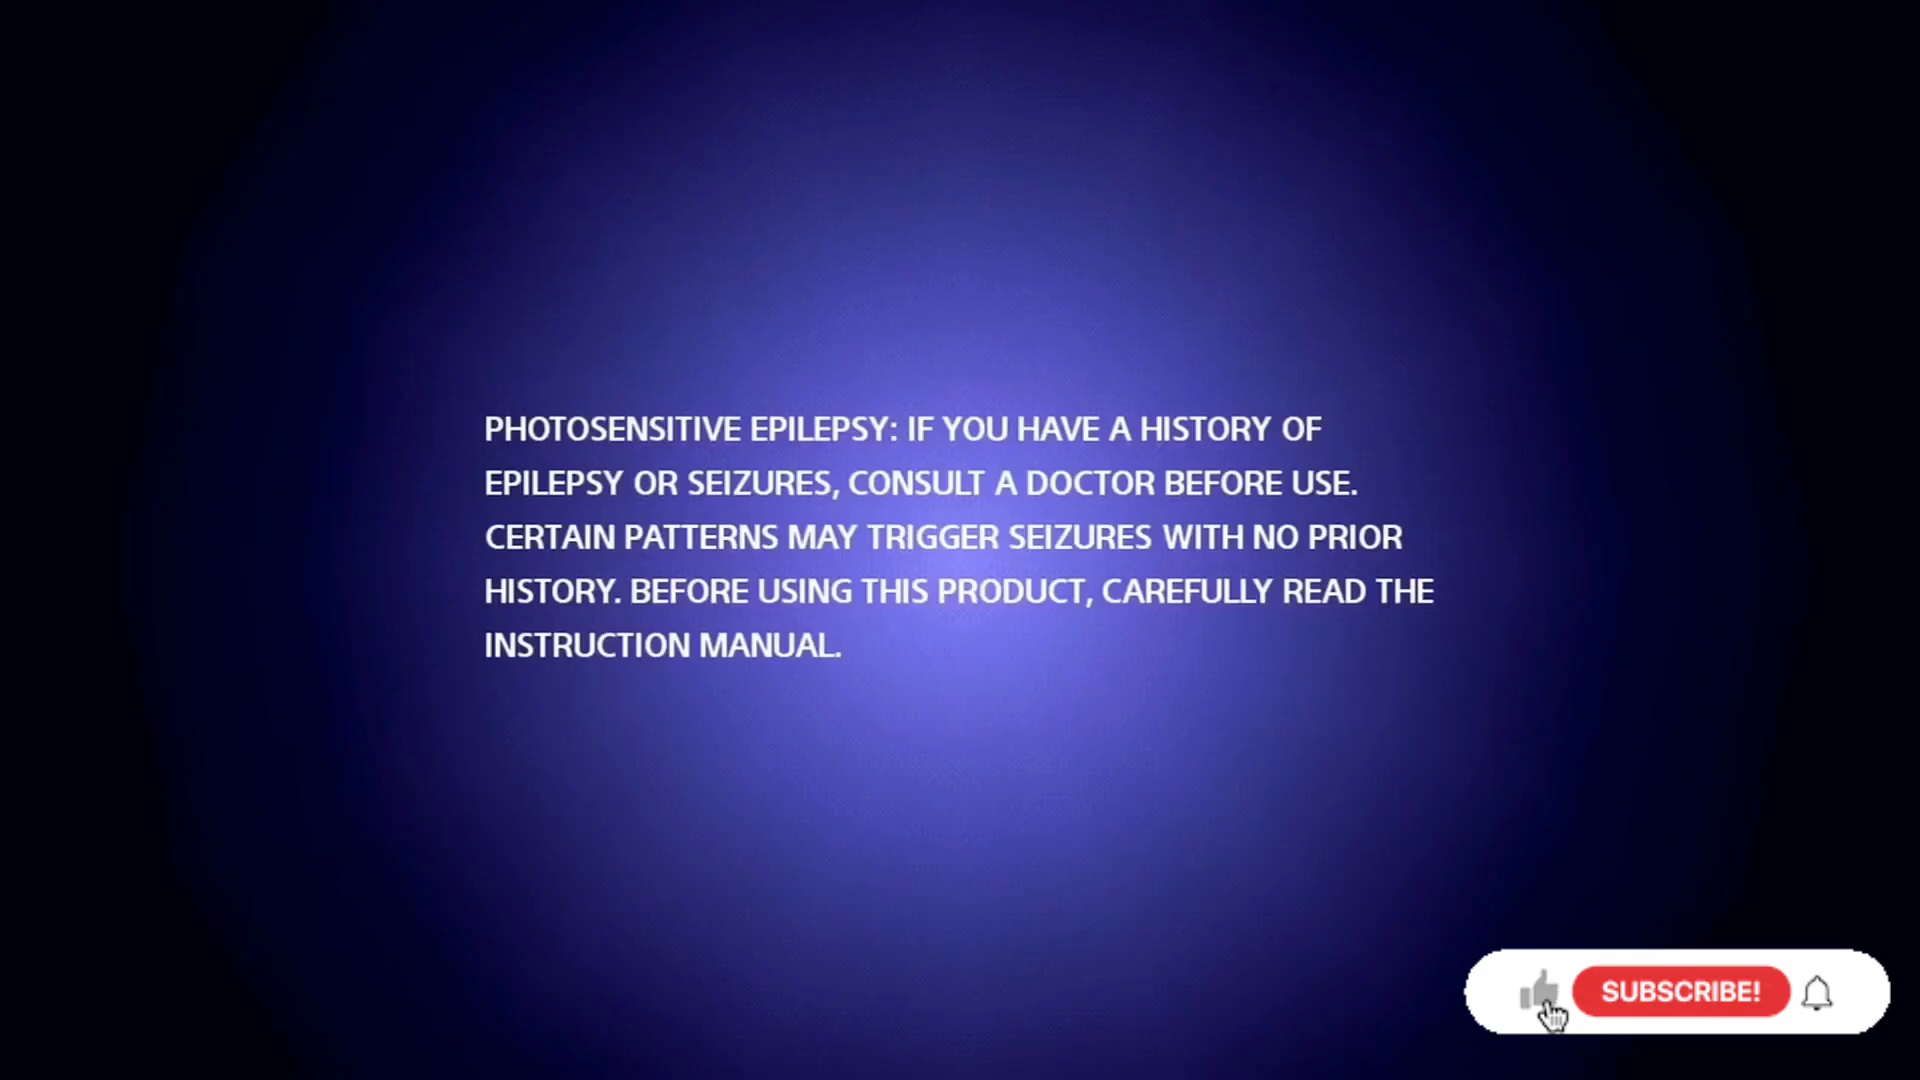 PHOTOSENSITIVE EPILEPSY: IF YOU HAVE A HISTORY OF
EPILEPSY OR SEIZURES, CONSULT A DOCTOR BEFORE USE.
CERTAIN PATTERNS MAY TRIGGER SEIZURES WITH NO PRIOR
HISTORY. BEFORE USING THIS PRODUCT, CAREFULLY READ THE
INSTRUCTION MANUAL.
SUBSCRIBE!